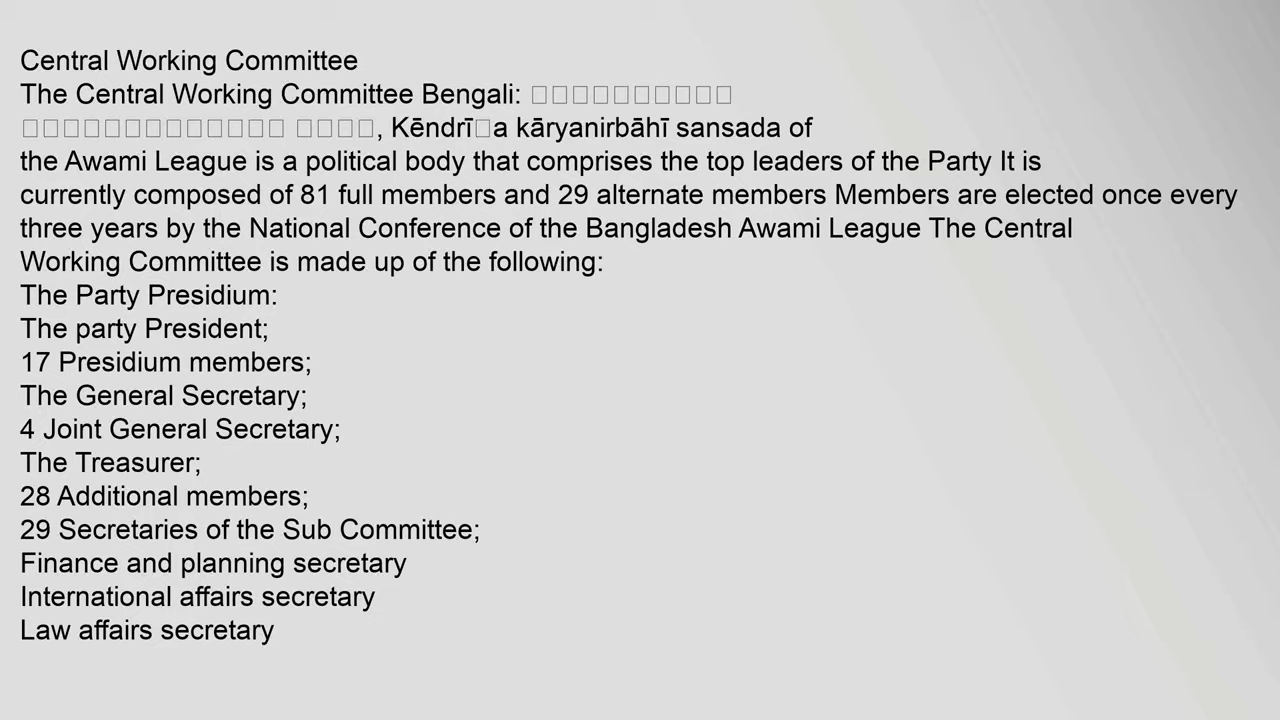 Central Working Committee
The Central Working Committee Bengali:
, Kēndrī a kāryanirbāhī sansada of
the Awami League is a political body that comprises the top leaders of the Party It is
currently composed of 81 full members and 29 alternate members Members are elected once every
three years by the National Conference of the Bangladesh Awami League The Central
Working Committee is made up of the following:
The Party Presidium:
The party President;
17 Presidium members;
The General Secretary;
4 Joint General Secretary;
The Treasurer;
28 Additional members;
29 Secretaries of the Sub Committee;
Finance and planning secretary
International affairs secretary
Law affairs secretary